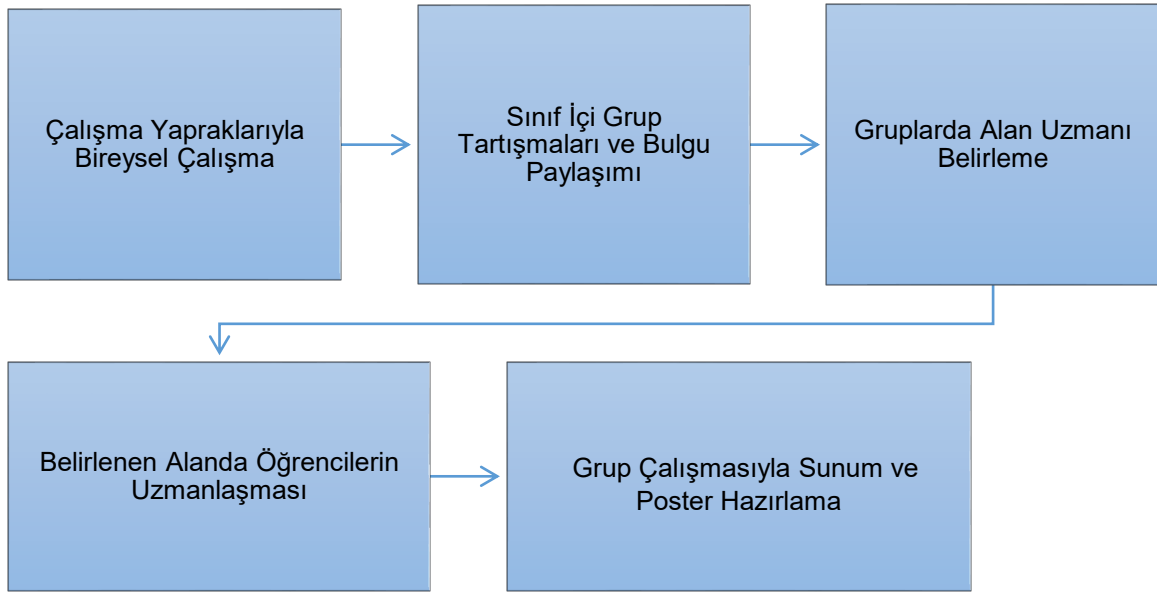 Çalışma Yapraklarıyla
Bireysel Çalışma
Sınıf İçi Grup
Tartışmaları ve Bulgu
Paylaşımı
Gruplarda Alan Uzmanı
Belirleme
Belirlenen Alanda Öğrencilerin
Uzmanlaşması
Grup Çalışmasıyla Sunum ve
Poster Hazırlama